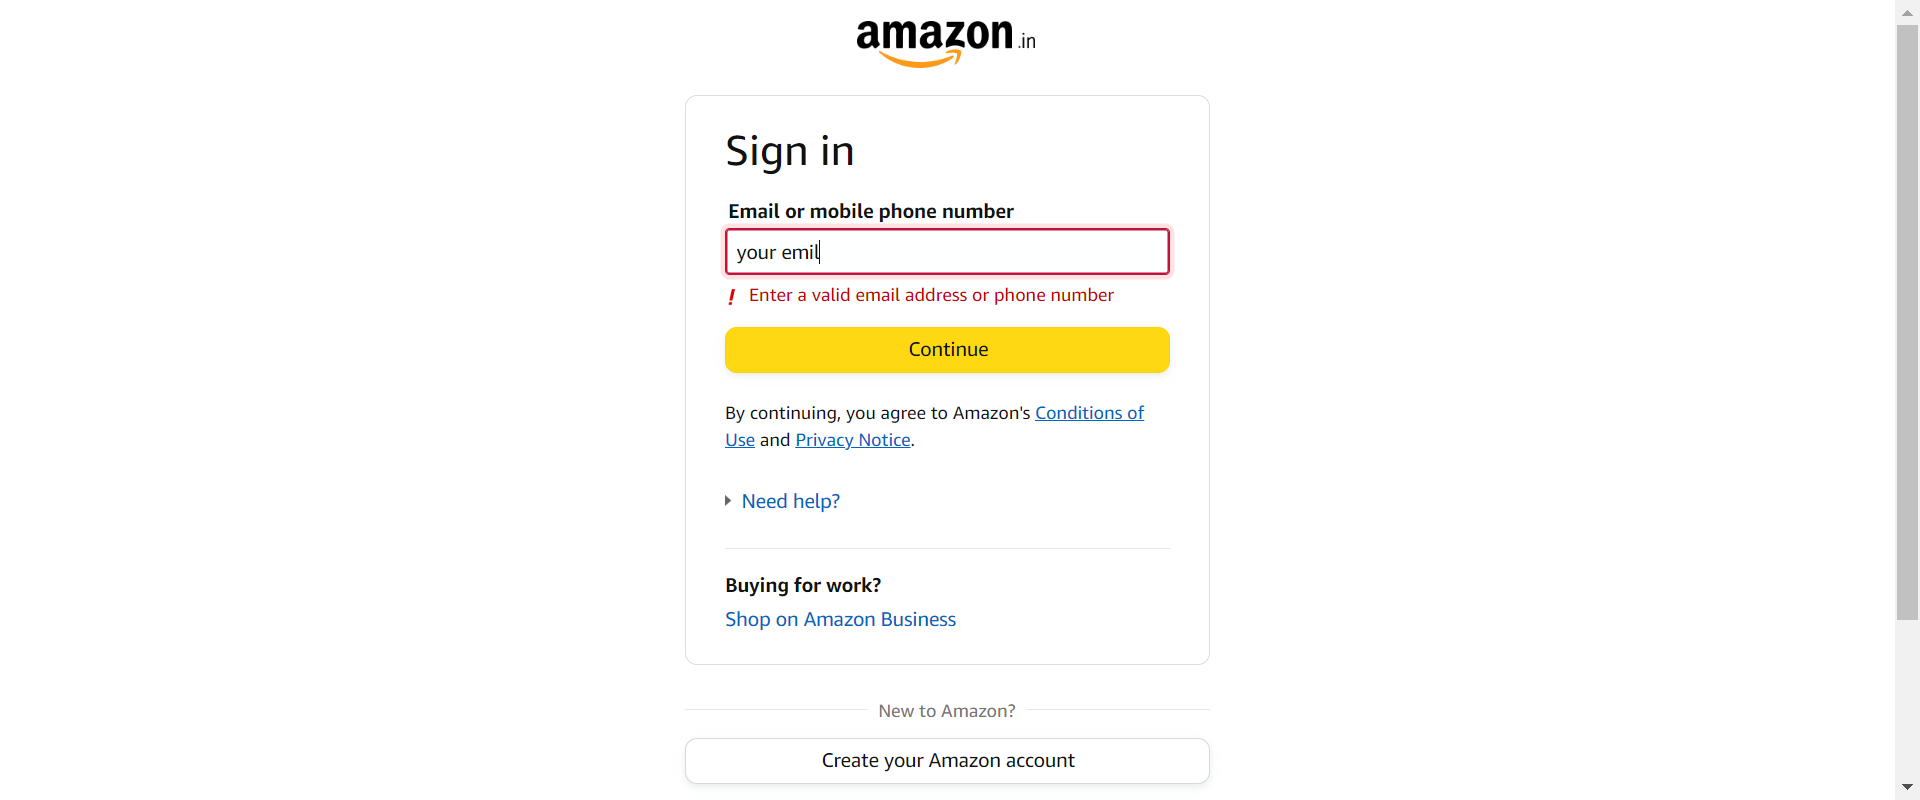 amazon.in
Sign in
Email or mobile phone number
your emil
! Enter a valid email address or phone number
Continue
By continuing, you agree to Amazon's Conditions of
Use and Privacy Notice.
Need help?
Buying for work?
Shop on Amazon Business
New to Amazon?
Create your Amazon account